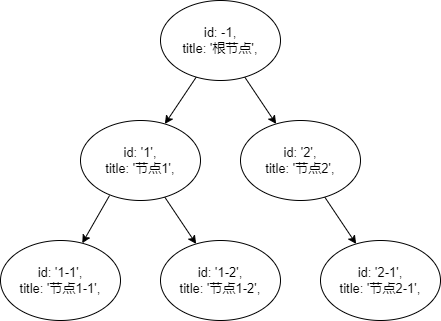 id: -1,
title: '根节点',
id: '1',
title: '节点1',
id: '2',
title: '节点2',
id: '1-1',
title: '节点1-1',
id: '1-2',
title: '节点1-2',
id: '2-1',
title: '节点2-1',